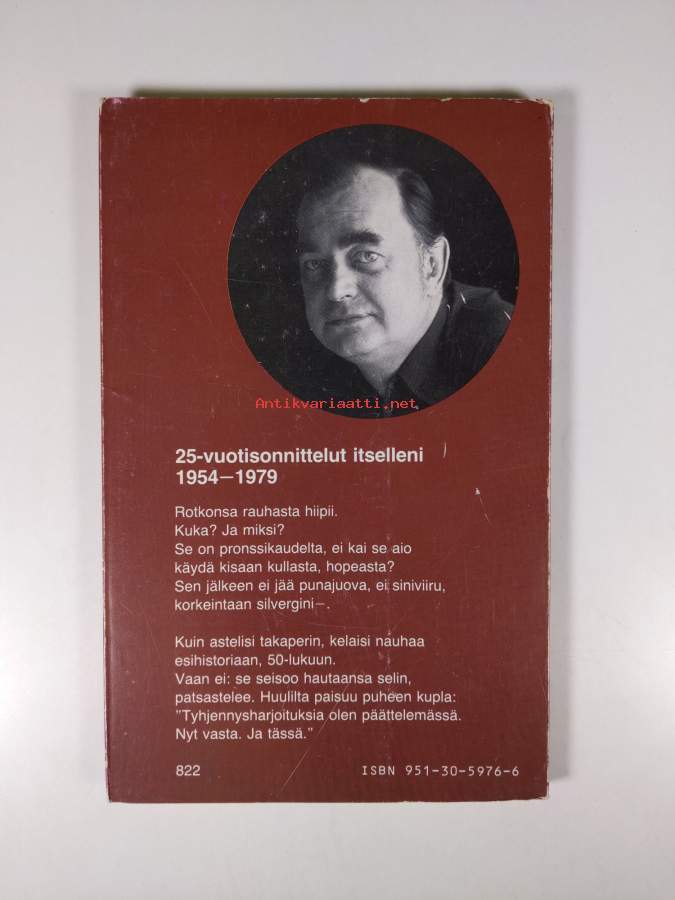 Antikvariaatti.net
25-vuotisonnittelut itselleni
1954–1979
Rotkonsa rauhasta hiipii.
Kuka? Ja miksi?
Se on pronssikaudelta, ei kai se aio
käydä kisaan kullasta, hopeasta?
Sen jälkeen ei jää punajuova, ei siniviiru,
korkeintaan silvergini–.
Kuin astelisi takaperin, kelaisi nauhaa
esihistoriaan, 50-lukuun.
Vaan ei: se seisoo hautaansa selin,
patsastelee. Huulilta paisuu puheen kupla:
”Tyhjennysharjoituksia olen päättelemässä.
Nyt vasta. Ja tässä.”
822 ISBN 951-30-5976-6